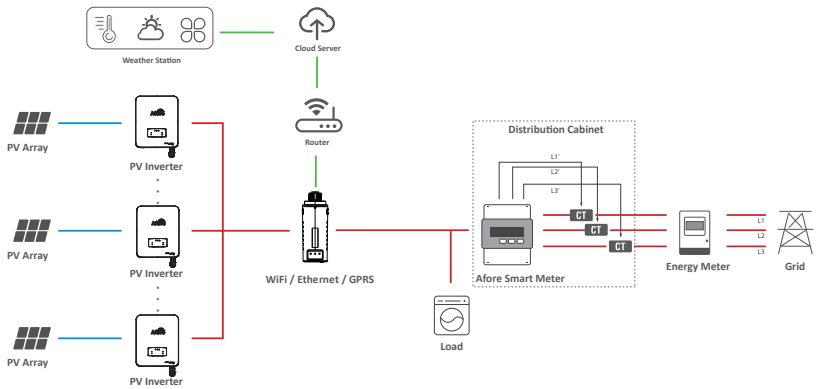 Weather Station
Cloud Server
Router
PV Array
PV Inverter
PV Array
PV Inverter
PV Array
PV Inverter
WiFi / Ethernet / GPRS
Load
Distribution Cabinet
L1'
L2'
L3'
CT
CT
CT
Afore Smart Meter
Energy Meter
L1
L2
L3
Grid